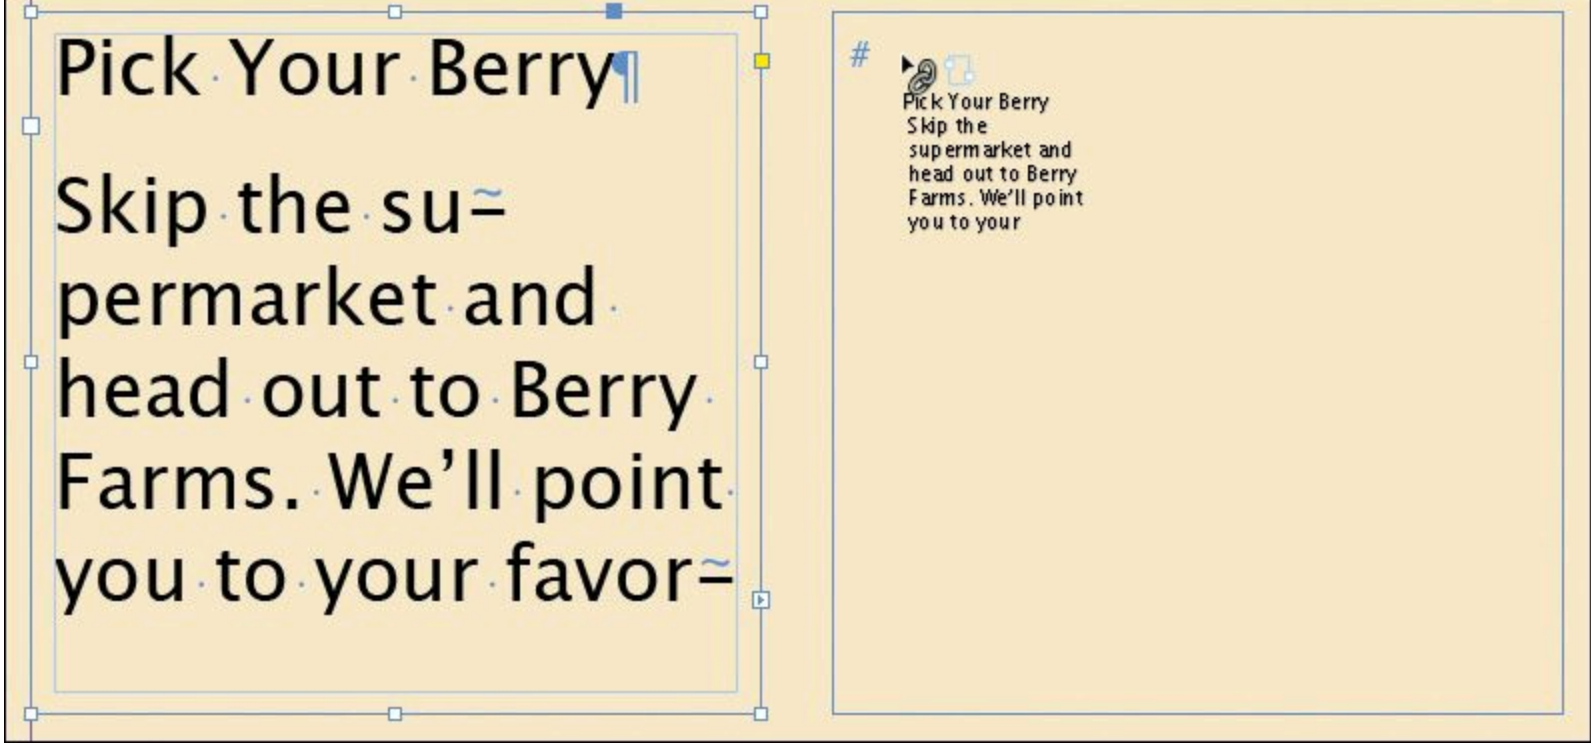 Pick Your Berry¶
Skip the su-
permarket and
head out to Berry
Farms. We’ll point
you to your favor-
#
Pick Your Berry
Skip the
supermarket and
head out to Berry
Farms. We’ll point
you to your